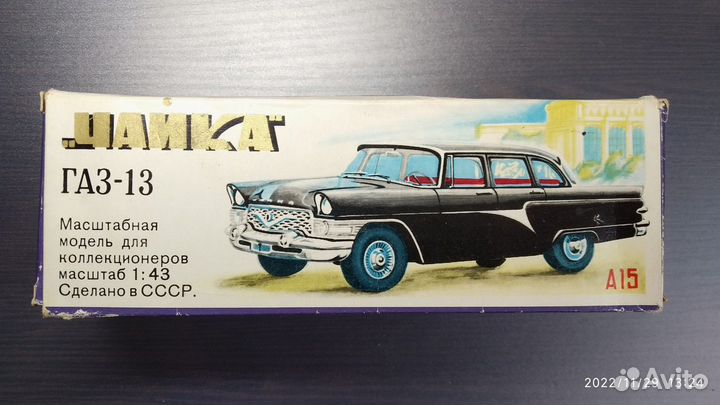 „ЧАЙКА"
ГАЗ-13
Масштабная
модель для
коллекционеров
масштаб 1:43
Сделано в СССР.
А15
2022/11/29 13:24
Avito